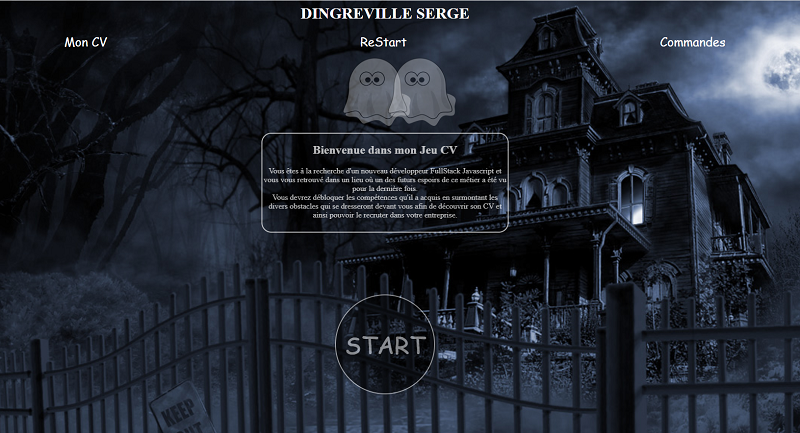 DINGREVILLE SERGE
Mon CV
ReStart
Commandes
Bienvenue dans mon Jeu CV
Vous êtes à la recherche d'un nouveau développeur FullStack Javascript et
vous vous retrouvé dans un lieu où un des futurs espoirs de ce métier a été vu
pour la dernière fois.
Vous devrez débloquer les compétences qu'il a acquis en surmontant les
divers obstacles qui se dresseront devant vous afin de découvrir son CV et
ainsi pouvoir le recruter dans votre entreprise.
START
KEEP